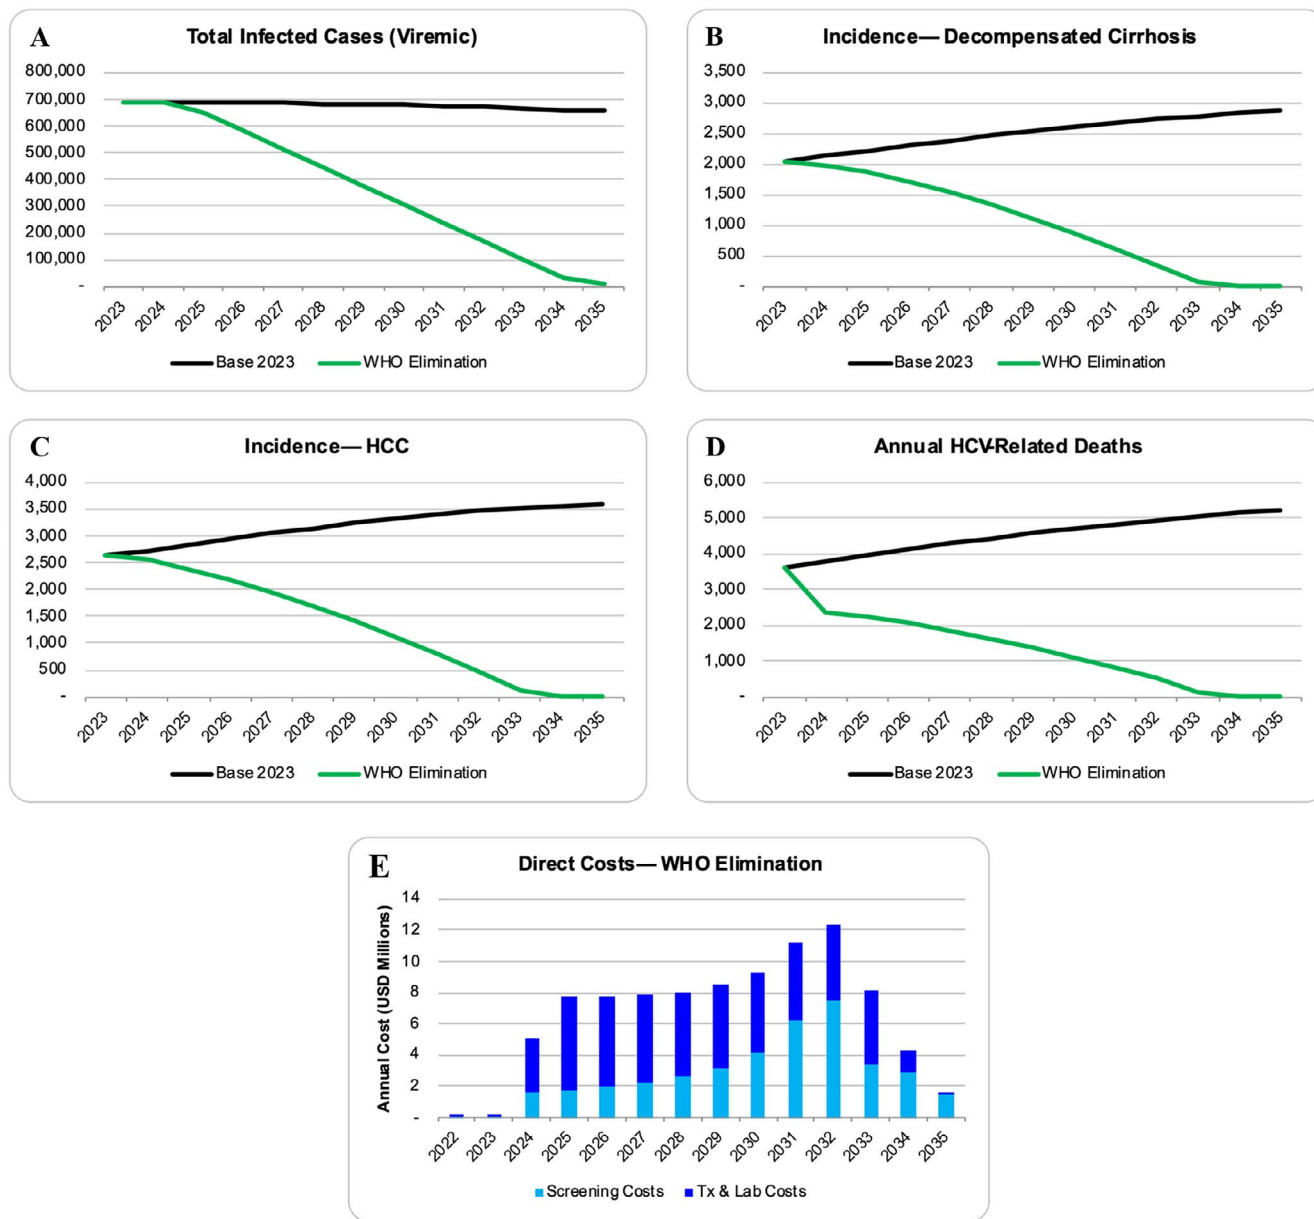 A
Total Infected Cases (Viremic)
800,000
700,000
600,000
500,000
400,000
300,000
200,000
100,000
-
2023 2024 2025 2026 2027 2028 2029 2030 2031 2032 2033 2034 2035
Base 2023 WHO Elimination
B
Incidence— Decompensated Cirrhosis
3,500
3,000
2,500
2,000
1,500
1,000
500
-
2023 2024 2025 2026 2027 2028 2029 2030 2031 2032 2033 2034 2035
Base 2023 WHO Elimination
C
Incidence— HCC
4,000
3,500
3,000
2,500
2,000
1,500
1,000
500
-
2023 2024 2025 2026 2027 2028 2029 2030 2031 2032 2033 2034 2035
Base 2023 WHO Elimination
D
Annual HCV-Related Deaths
6,000
5,000
4,000
3,000
2,000
1,000
-
2023 2024 2025 2026 2027 2028 2029 2030 2031 2032 2033 2034 2035
Base 2023 WHO Elimination
E
Direct Costs— WHO Elimination
Annual Cost (USD Millions)
14
12
10
8
6
4
2
-
2022 2023 2024 2025 2026 2027 2028 2029 2030 2031 2032 2033 2034 2035
Screening Costs Tx & Lab Costs